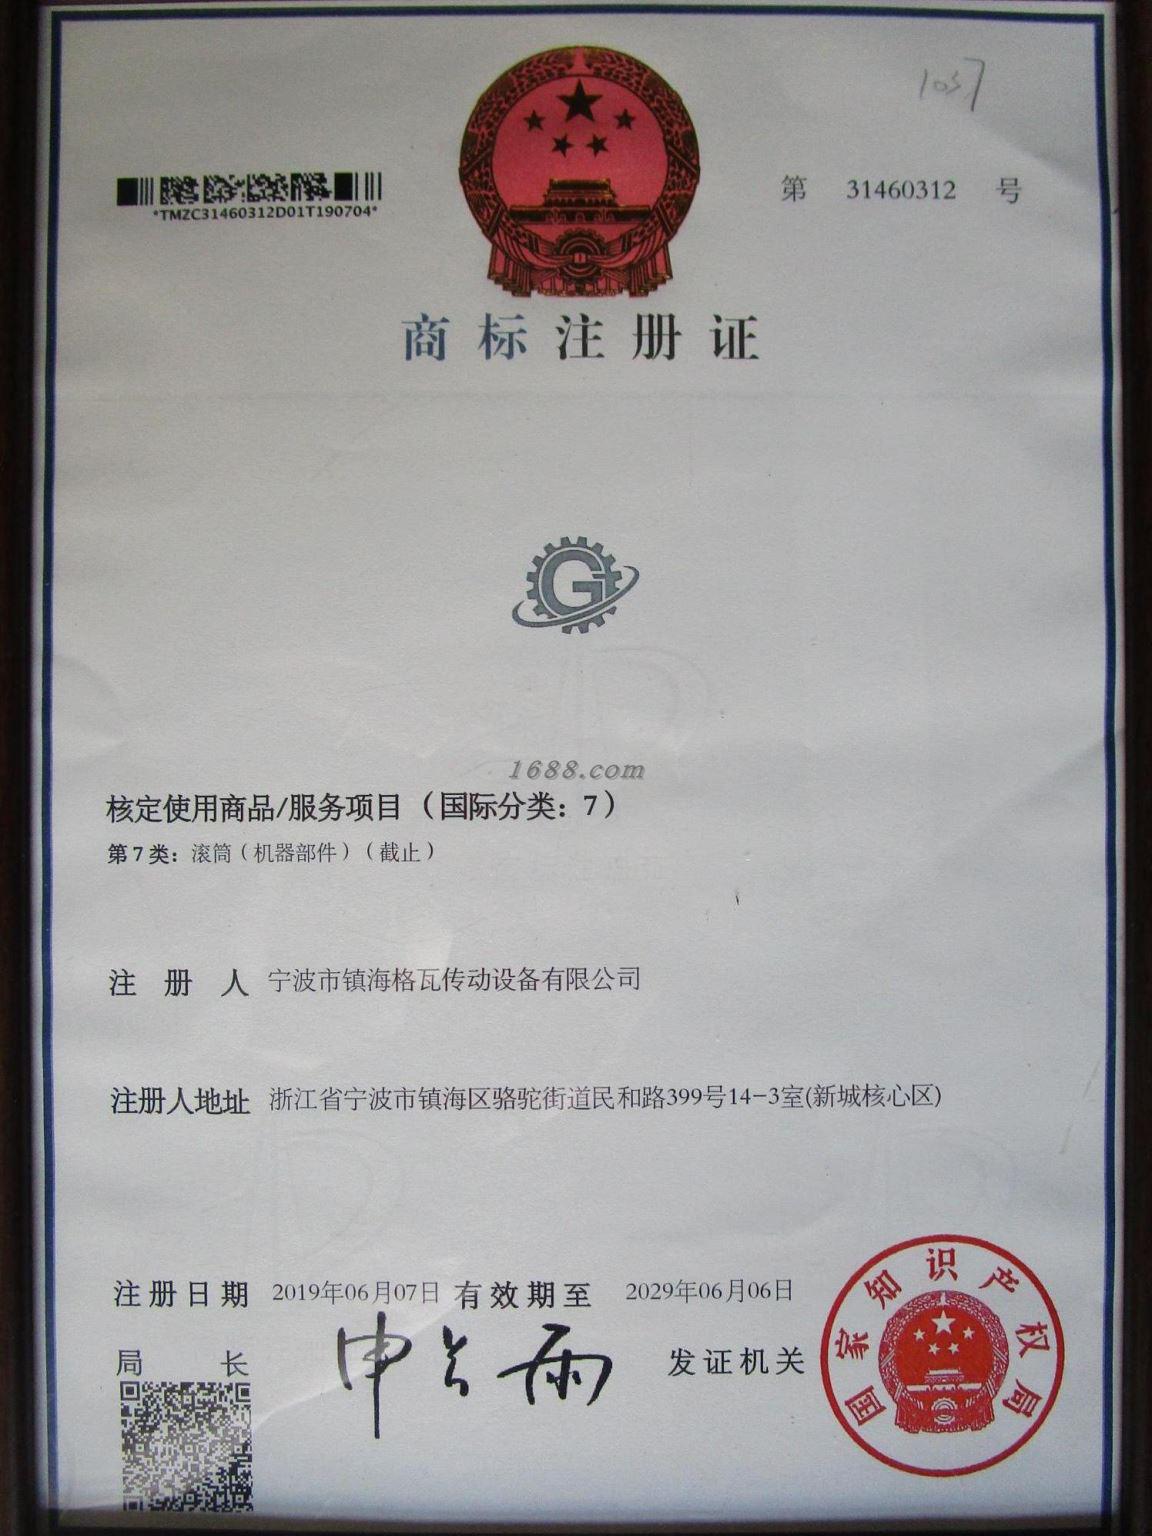 1037
*TMZC31460312D01T190704*
第 31460312 号
商标注册证
G
1688.com
核定使用商品/服务项目（国际分类：7）
第7类：滚筒（机器部件）（截止）
注册人 宁波市镇海格瓦传动设备有限公司
注册人地址 浙江省宁波市镇海区骆驼街道民和路399号14-3室(新城核心区)
注册日期 2019年06月07日 有效期至 2029年06月06日
局长 申长雨 发证机关
国家知识产权局